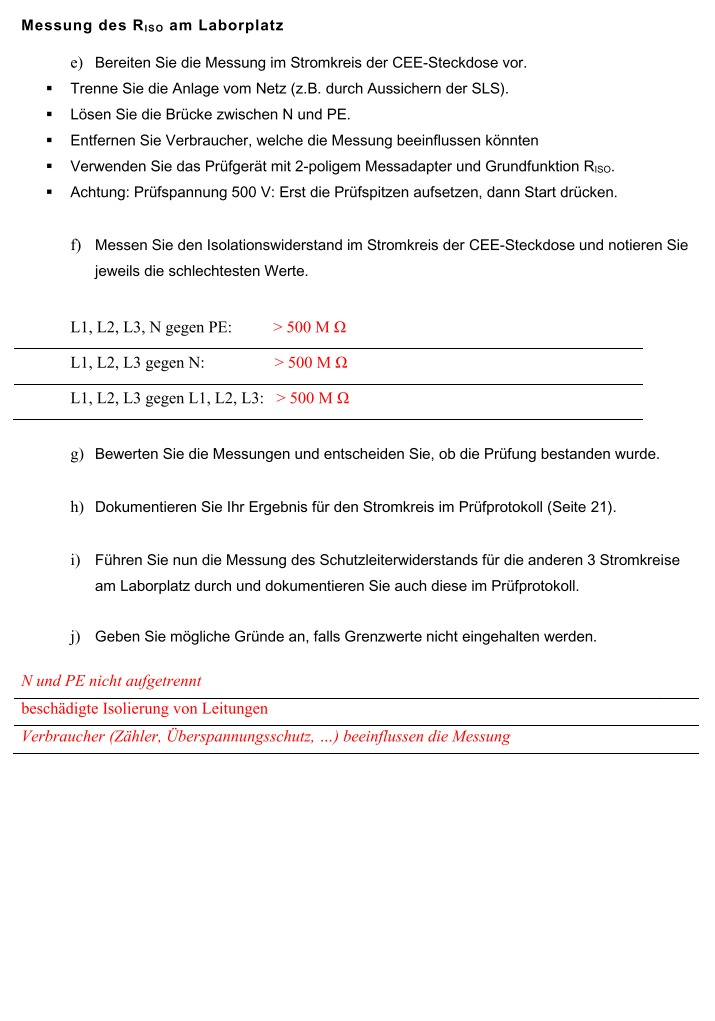 Messung des RISO am Laborplatz
e) Bereiten Sie die Messung im Stromkreis der CEE-Steckdose vor.
▪ Trenne Sie die Anlage vom Netz (z.B. durch Aussichern der SLS).
▪ Lösen Sie die Brücke zwischen N und PE.
▪ Entfernen Sie Verbraucher, welche die Messung beeinflussen könnten
▪ Verwenden Sie das Prüfgerät mit 2-poligem Messadapter und Grundfunktion RISO.
▪ Achtung: Prüfspannung 500 V: Erst die Prüfspitzen aufsetzen, dann Start drücken.
f) Messen Sie den Isolationswiderstand im Stromkreis der CEE-Steckdose und notieren Sie
jeweils die schlechtesten Werte.
L1, L2, L3, N gegen PE: > 500 M Ω
L1, L2, L3 gegen N: > 500 M Ω
L1, L2, L3 gegen L1, L2, L3: > 500 M Ω
g) Bewerten Sie die Messungen und entscheiden Sie, ob die Prüfung bestanden wurde.
h) Dokumentieren Sie Ihr Ergebnis für den Stromkreis im Prüfprotokoll (Seite 21).
i) Führen Sie nun die Messung des Schutzleiterwiderstands für die anderen 3 Stromkreise
am Laborplatz durch und dokumentieren Sie auch diese im Prüfprotokoll.
j) Geben Sie mögliche Gründe an, falls Grenzwerte nicht eingehalten werden.
N und PE nicht aufgetrennt
beschädigte Isolierung von Leitungen
Verbraucher (Zähler, Überspannungsschutz, ...) beeinflussen die Messung